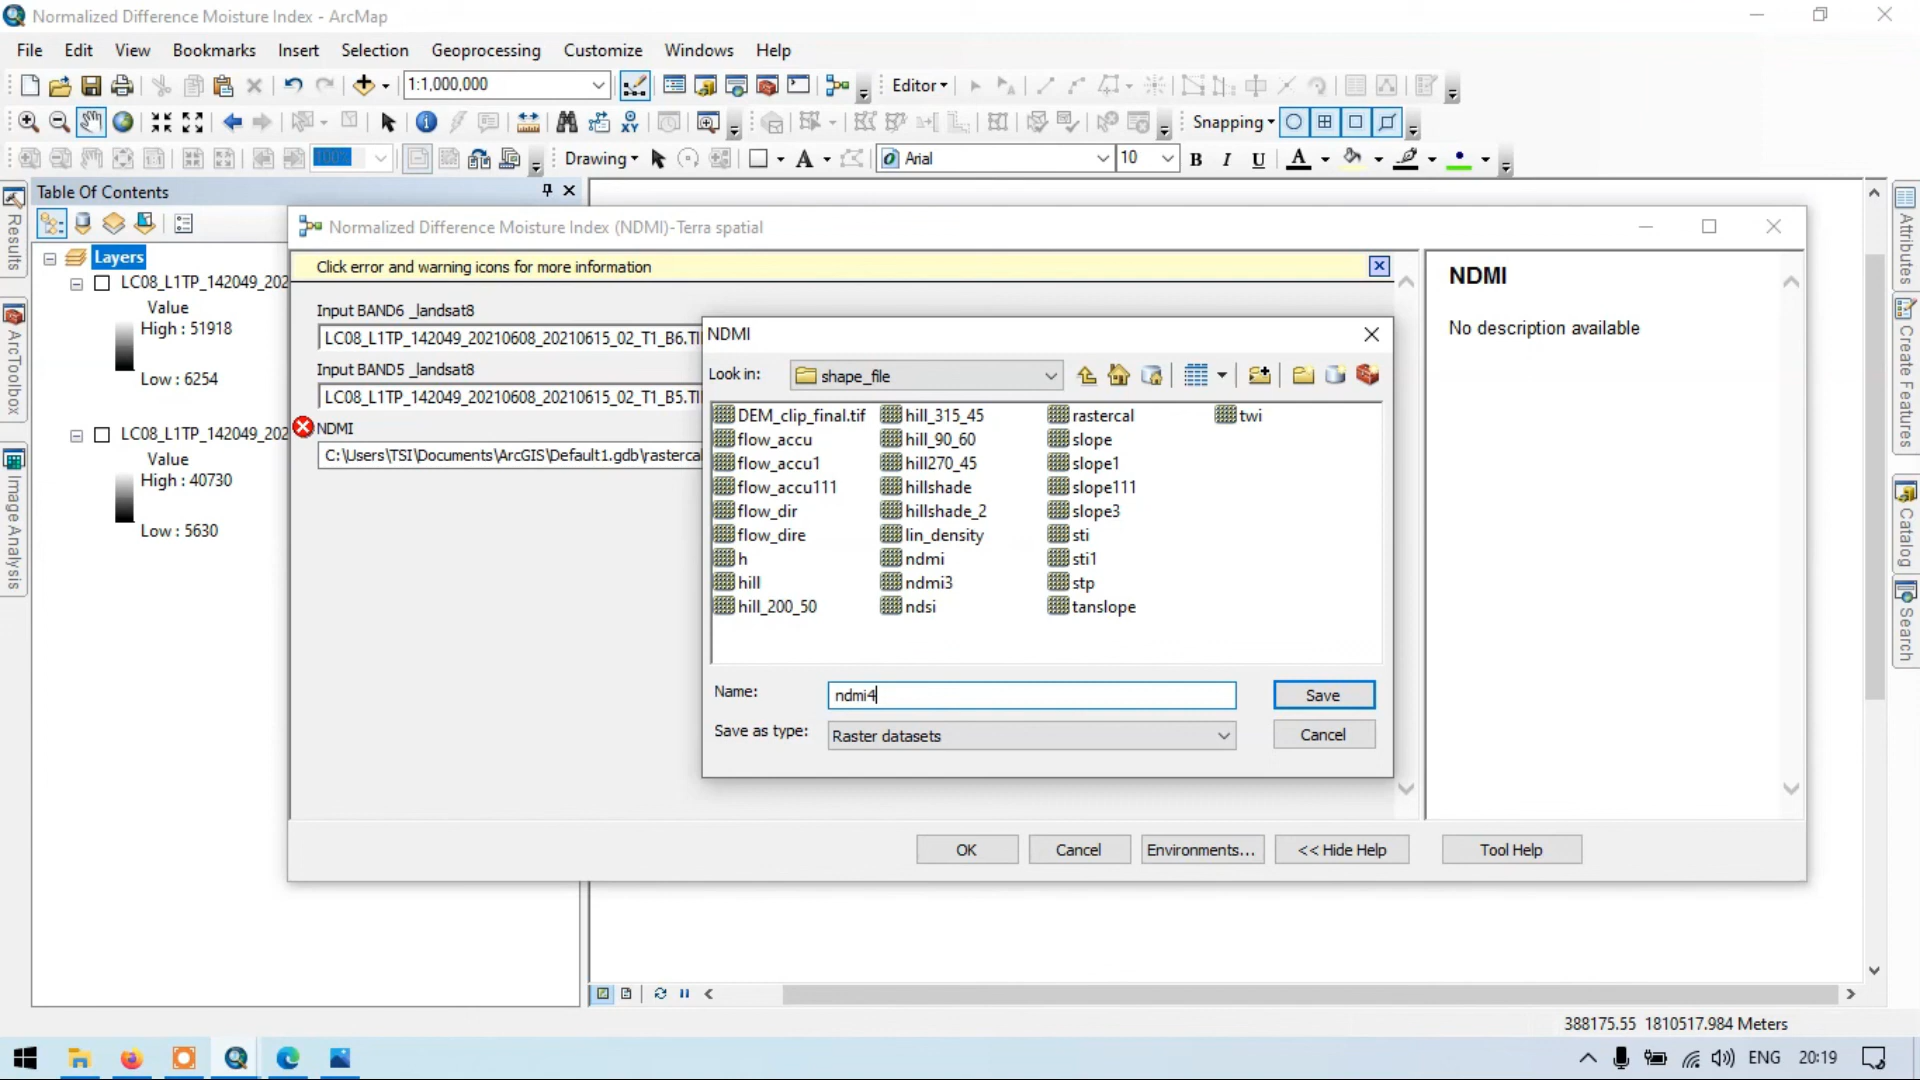 Normalized Difference Moisture Index - ArcMap
File Edit View Bookmarks Insert Selection Geoprocessing Customize Windows Help
1:1,000,000
Editor
Snapping
100%
Drawing
A
Arial
10
B I U A
Table Of Contents
Results
ArcToolbox
Image Analysis
Layers
LC08_L1TP_142049_202
Value
High : 51918
Low : 6254
LC08_L1TP_142049_202
Value
High : 40730
Low : 5630
Normalized Difference Moisture Index (NDMI)-Terra spatial
Click error and warning icons for more information
Input BAND6 _landsat8
LC08_L1TP_142049_20210608_20210615_02_T1_B6.TI
Input BAND5 _landsat8
LC08_L1TP_142049_20210608_20210615_02_T1_B5.TI
NDMI
C:\Users\TSI\Documents\ArcGIS\Default1.gdb\rasterca
NDMI
Look in: shape_file
DEM_clip_final.tif
flow_accu
flow_accu1
flow_accu111
flow_dir
flow_dire
h
hill
hill_200_50
hill_315_45
hill_90_60
hill270_45
hillshade
hillshade_2
lin_density
ndmi
ndmi3
ndsi
rastercal
slope
slope1
slope111
slope3
sti
sti1
stp
tanslope
twi
Name: ndmi4
Save
Save as type: Raster datasets
Cancel
NDMI
No description available
OK Cancel Environments... << Hide Help Tool Help
Attributes
Create Features
Catalog
Search
388175.55 1810517.984 Meters
ENG 20:19